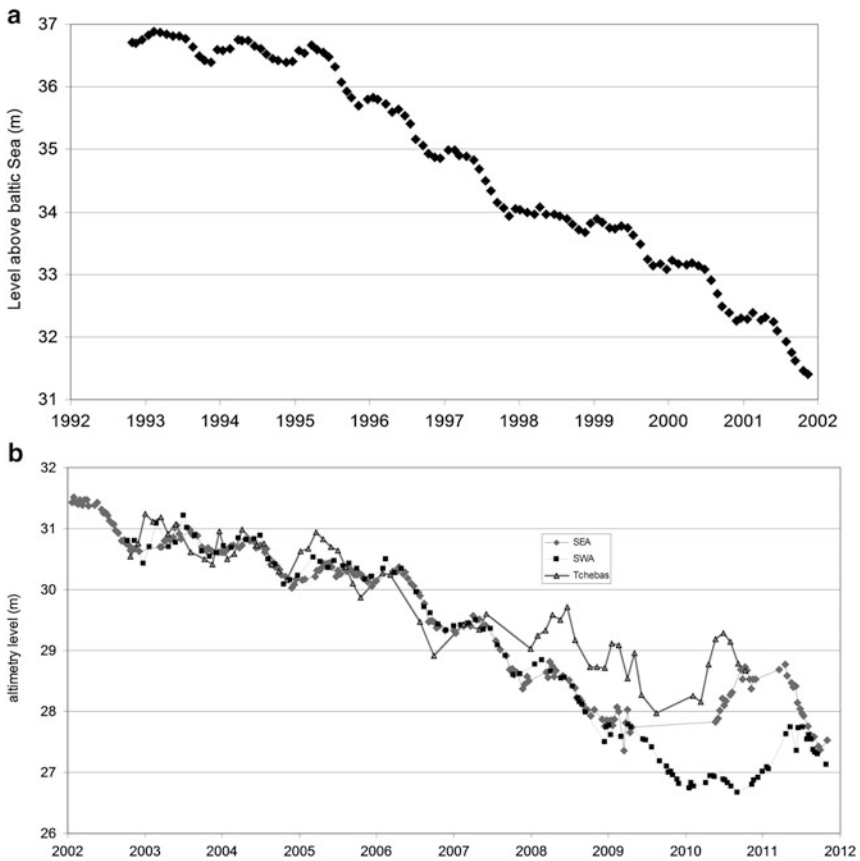 a
Level above baltic Sea (m)
37
36
35
34
33
32
31
1992 1993 1994 1995 1996 1997 1998 1999 2000 2001 2002
b
altimetry level (m)
32
31
30
29
28
27
26
SEA
SWA
Tchebas
2002 2003 2004 2005 2006 2007 2008 2009 2010 2011 2012